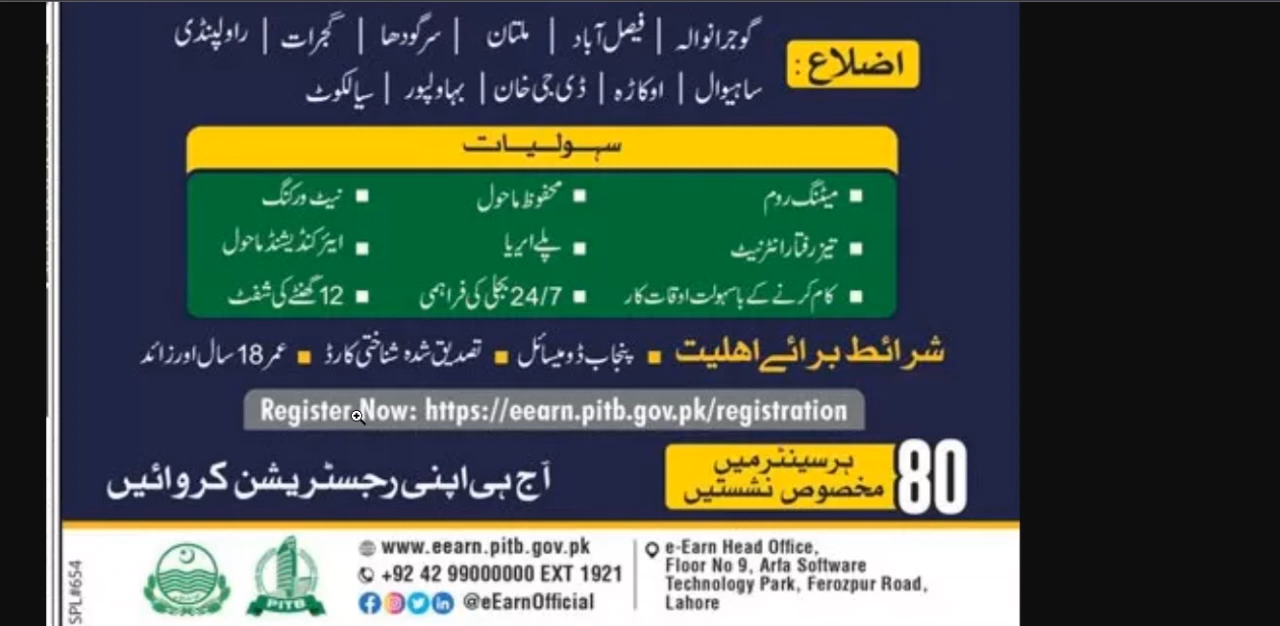 گوجرانوالہ | فیصل آباد | ملتان | سرگودھا | گجرات | راولپنڈی
اضلاع :
ساہیوال | اوکاڑہ | ڈی جی خان | بہاولپور | سیالکوٹ
سہولیات
■ میٹنگ روم ■ محفوظ ماحول ■ نیٹ ورکنگ
■ تیز رفتار انٹرنیٹ ■ پلے ایریا ■ ایئر کنڈیشنڈ ماحول
■ کام کرنے کے باسہولت اوقات کار ■ 24/7 بجلی کی فراہمی ■ 12 گھنٹے کی شفٹ
شرائط برائے اھلیت ■ پنجاب ڈومیسائل ■ تصدیق شدہ شناختی کارڈ ■ عمر 18 سال اور زائد
Register Now: https://eearn.pitb.gov.pk/registration
80 ہر سینٹر میں
مخصوص نشستیں
آج ہی اپنی رجسٹریشن کروائیں
SPL#654
PITB
www.eearn.pitb.gov.pk
+92 42 99000000 EXT 1921
@eEarnOfficial
e-Earn Head Office,
Floor No 9, Arfa Software
Technology Park, Ferozpur Road,
Lahore